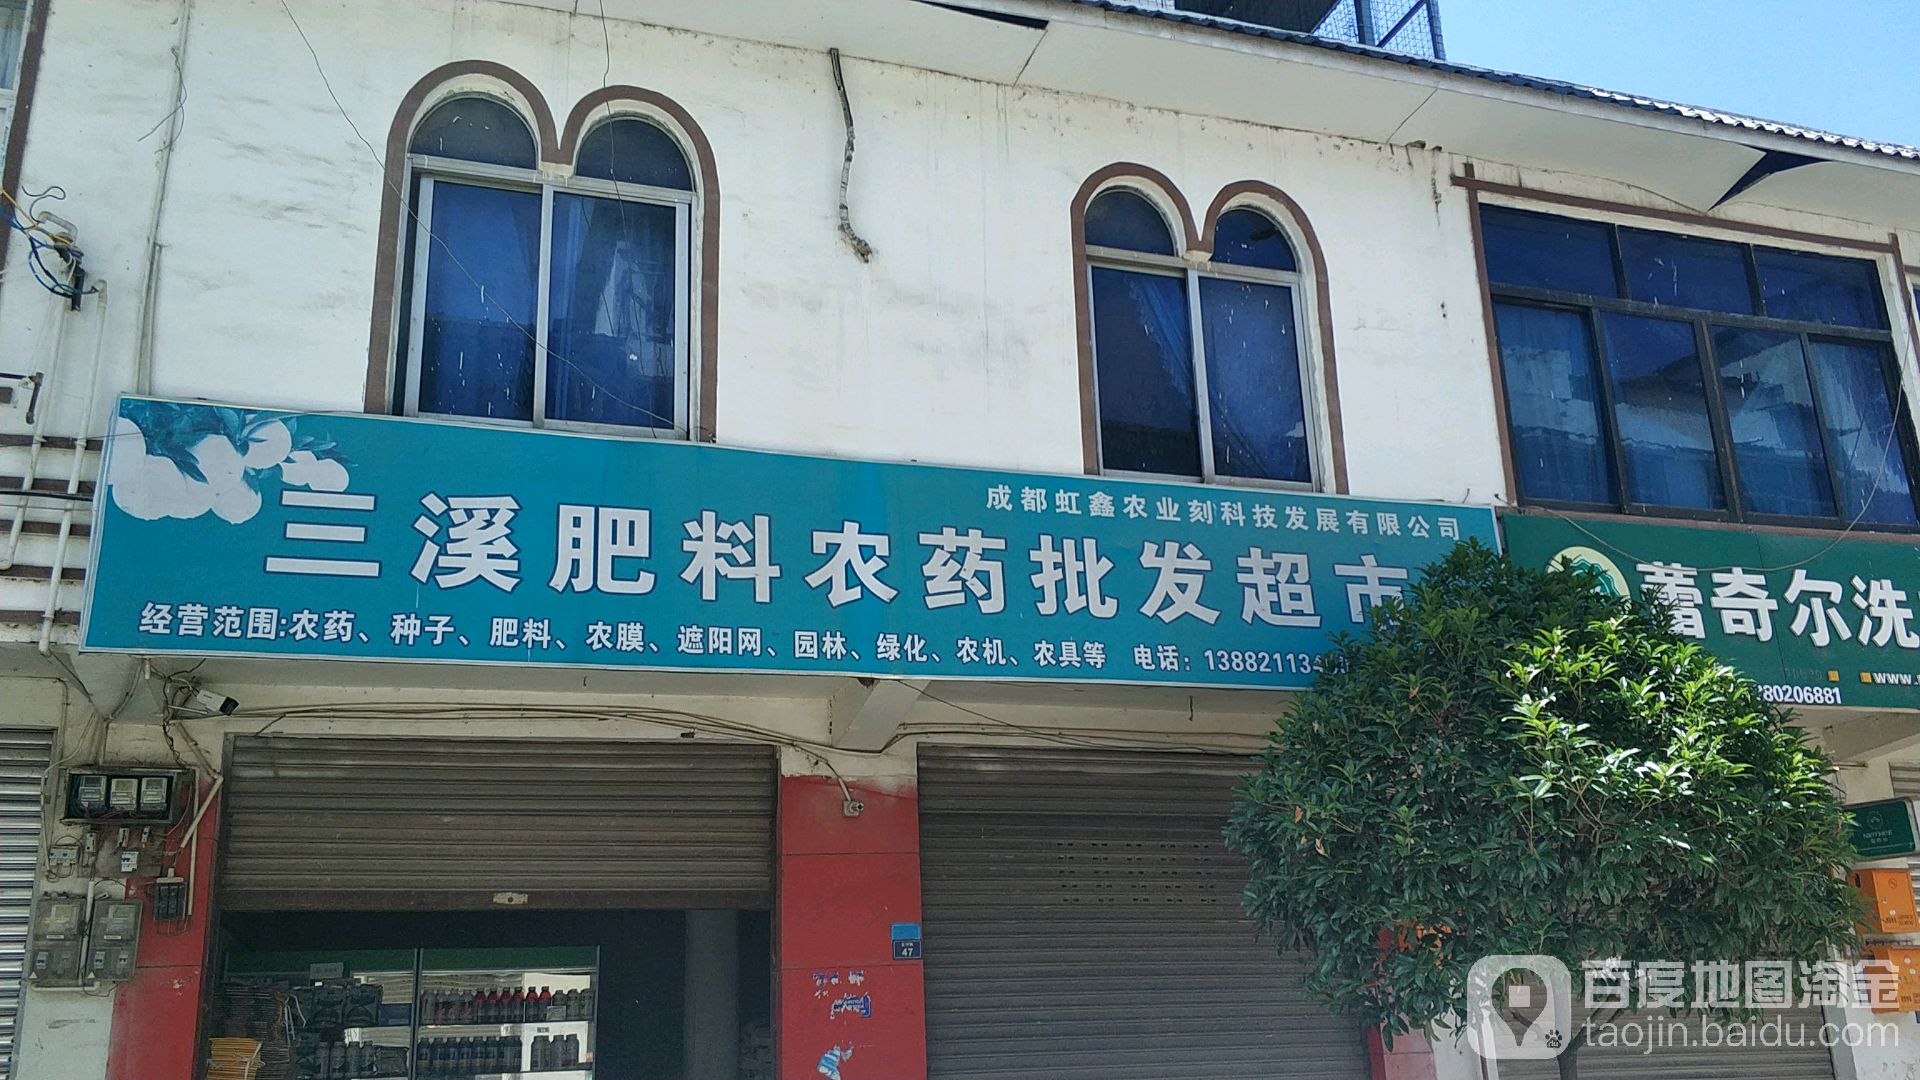 成都虹鑫农业刻科技发展有限公司
三溪肥料农药批发超市
经营范围:农药、种子、肥料、农膜、遮阳网、园林、绿化、农机、农具等 电话：138821134
蕾奇尔洗
www.
80206881
47
百度地图淘金
taojin.baidu.com